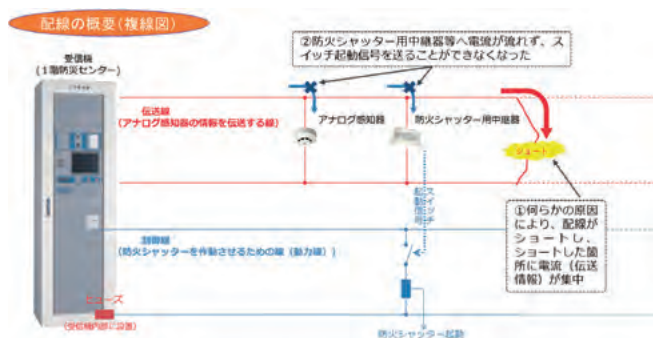 配線の概要(複線図)
受信機
(1階防災センター)
②防火シャッター用中継器等へ電流が流れず、ス
イッチ起動信号を送ることができなくなった
伝送線
(アナログ感知器の情報を伝送する線)
アナログ感知器
防火シャッター用中継器
ショート
①何らかの原因
により、配線が
ショートし、
ショートした箇
所に電流(伝送
情報)が集中
スイッチ
起動信号
制御線
(防火シャッターを作動させるための線(動力線))
ヒューズ
(受信機内部に設置)
防火シャッター起動